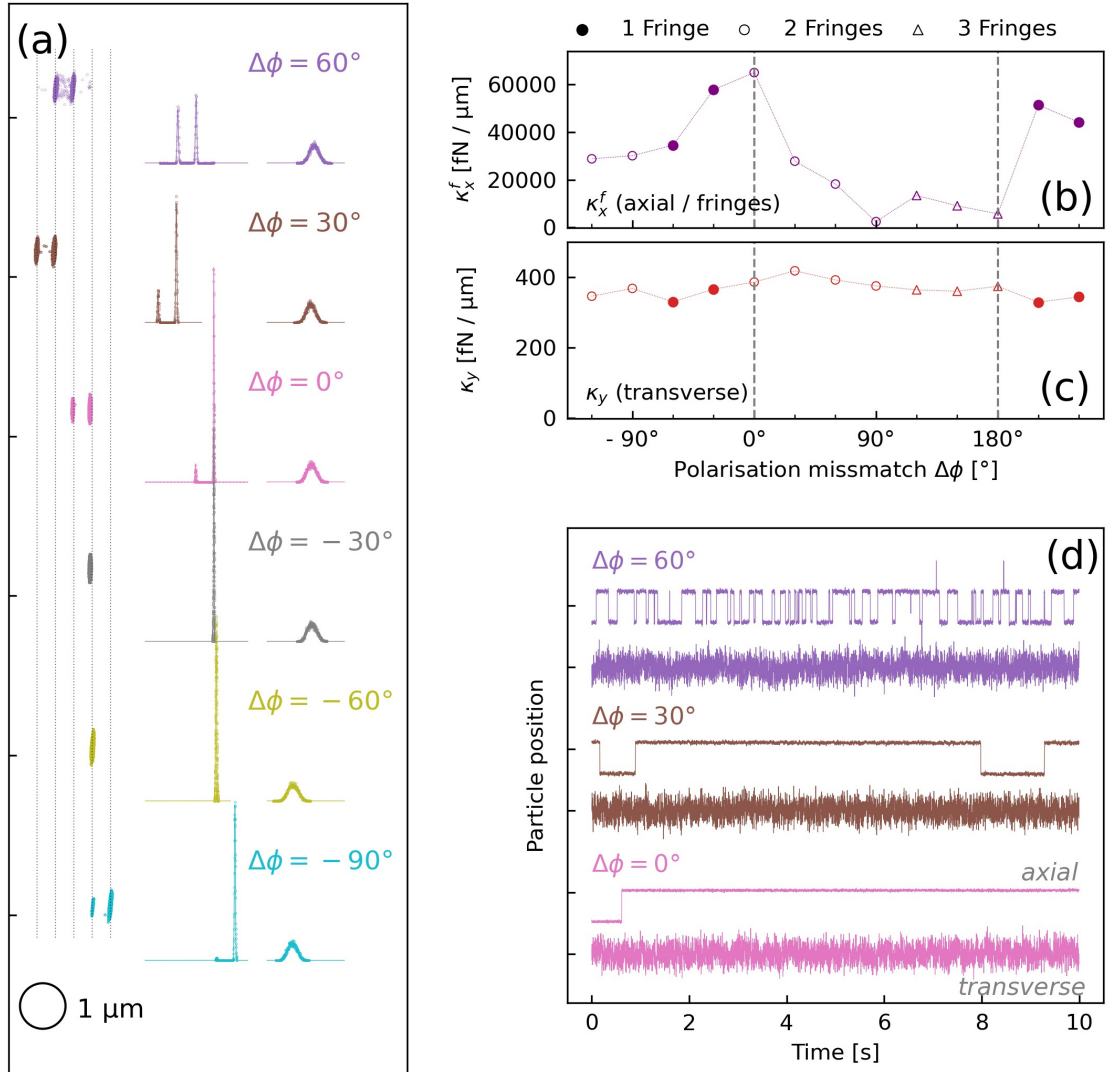 (a)
Δϕ = 60°
Δϕ = 30°
Δϕ = 0°
Δϕ = −30°
Δϕ = −60°
Δϕ = −90°
1 µm
1 Fringe
2 Fringes
3 Fringes
κ_x^f [fN / µm]
60000
40000
20000
0
κ_x^f (axial / fringes)
(b)
κ_y [fN / µm]
400
200
0
κ_y (transverse)
(c)
- 90°
0°
90°
180°
Polarisation missmatch Δϕ [°]
(d)
Particle position
Δϕ = 60°
Δϕ = 30°
Δϕ = 0°
axial
transverse
0
2
4
6
8
10
Time [s]